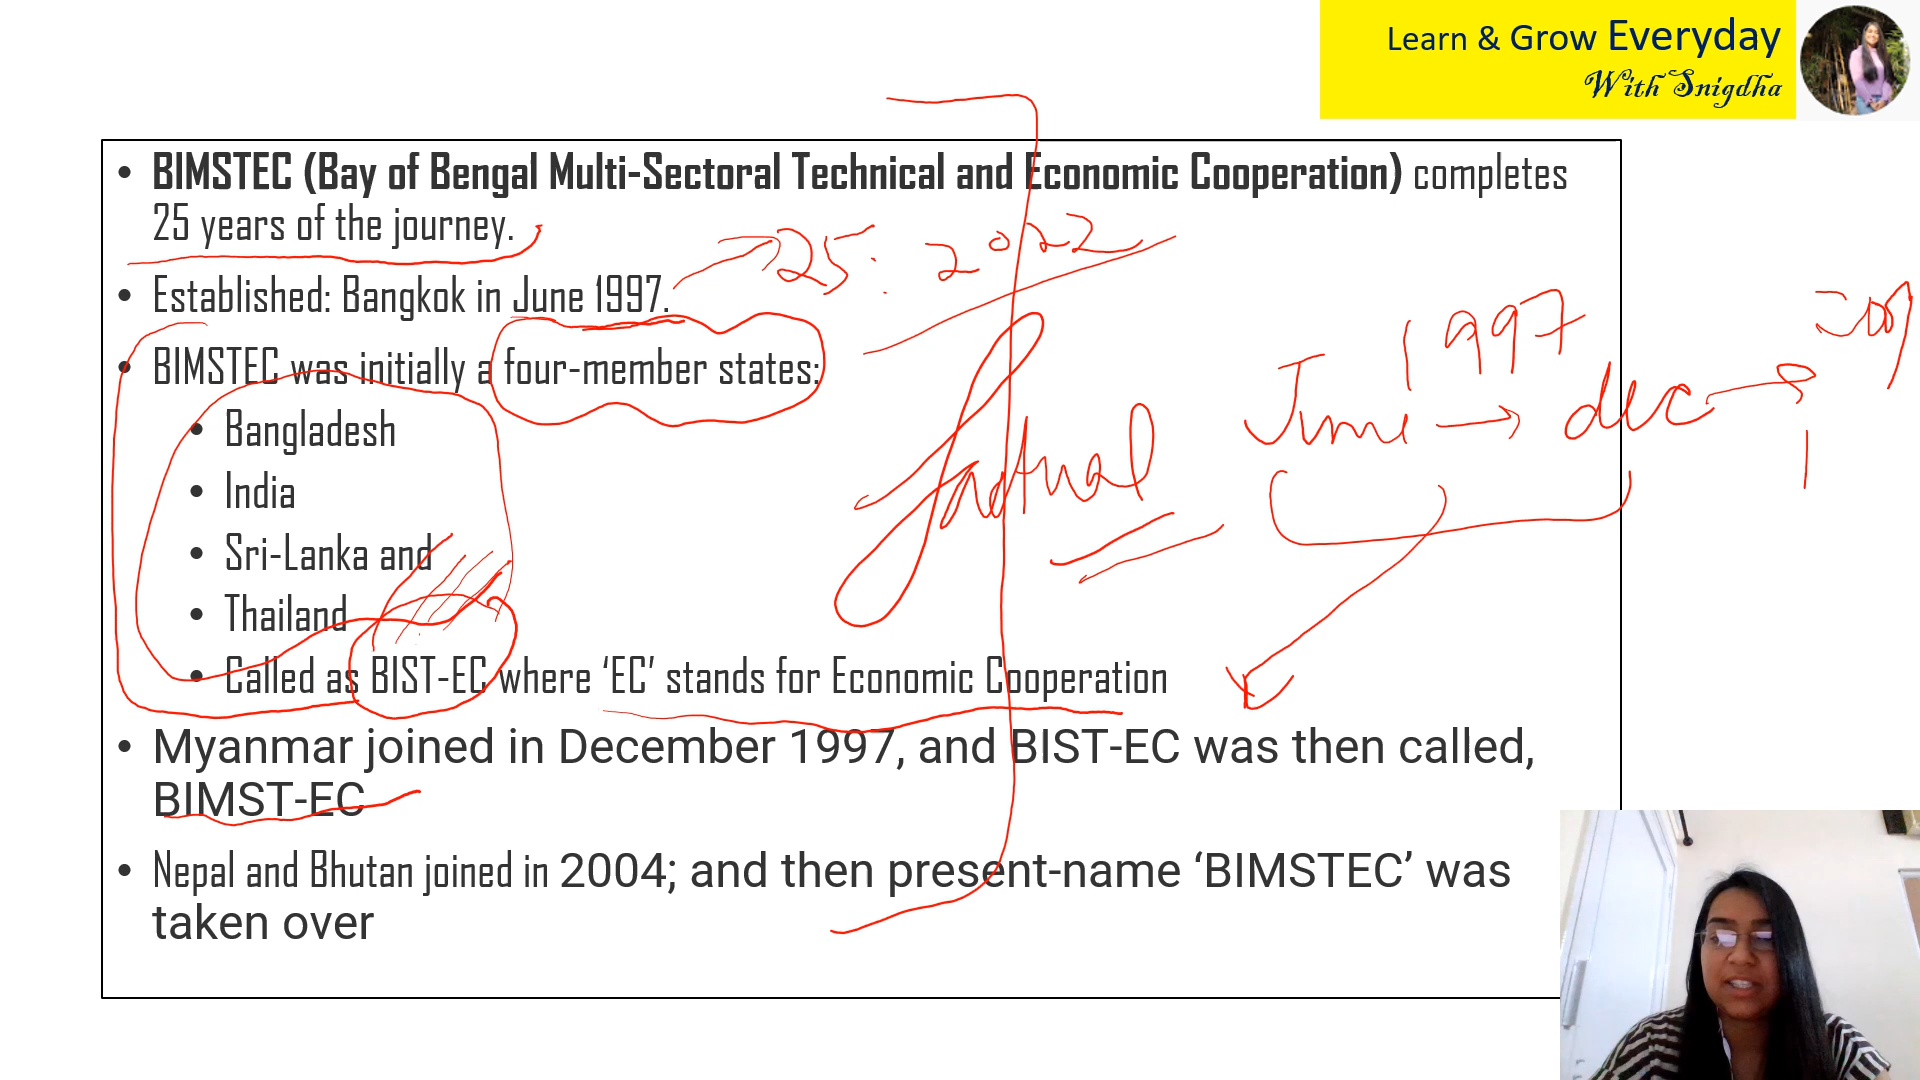 Learn & Grow Everyday
With Snigdha
• BIMSTEC (Bay of Bengal Multi-Sectoral Technical and Economic Cooperation) completes
25 years of the journey.
25: 2022
• Established: Bangkok in June 1997.
1997
• BIMSTEC was initially a four-member states:
June → dec
• Bangladesh
factual
• India
• Sri-Lanka and
• Thailand
• Called as BIST-EC where ‘EC’ stands for Economic Cooperation
• Myanmar joined in December 1997, and BIST-EC was then called,
BIMST-EC
• Nepal and Bhutan joined in 2004; and then present-name ‘BIMSTEC’ was
taken over